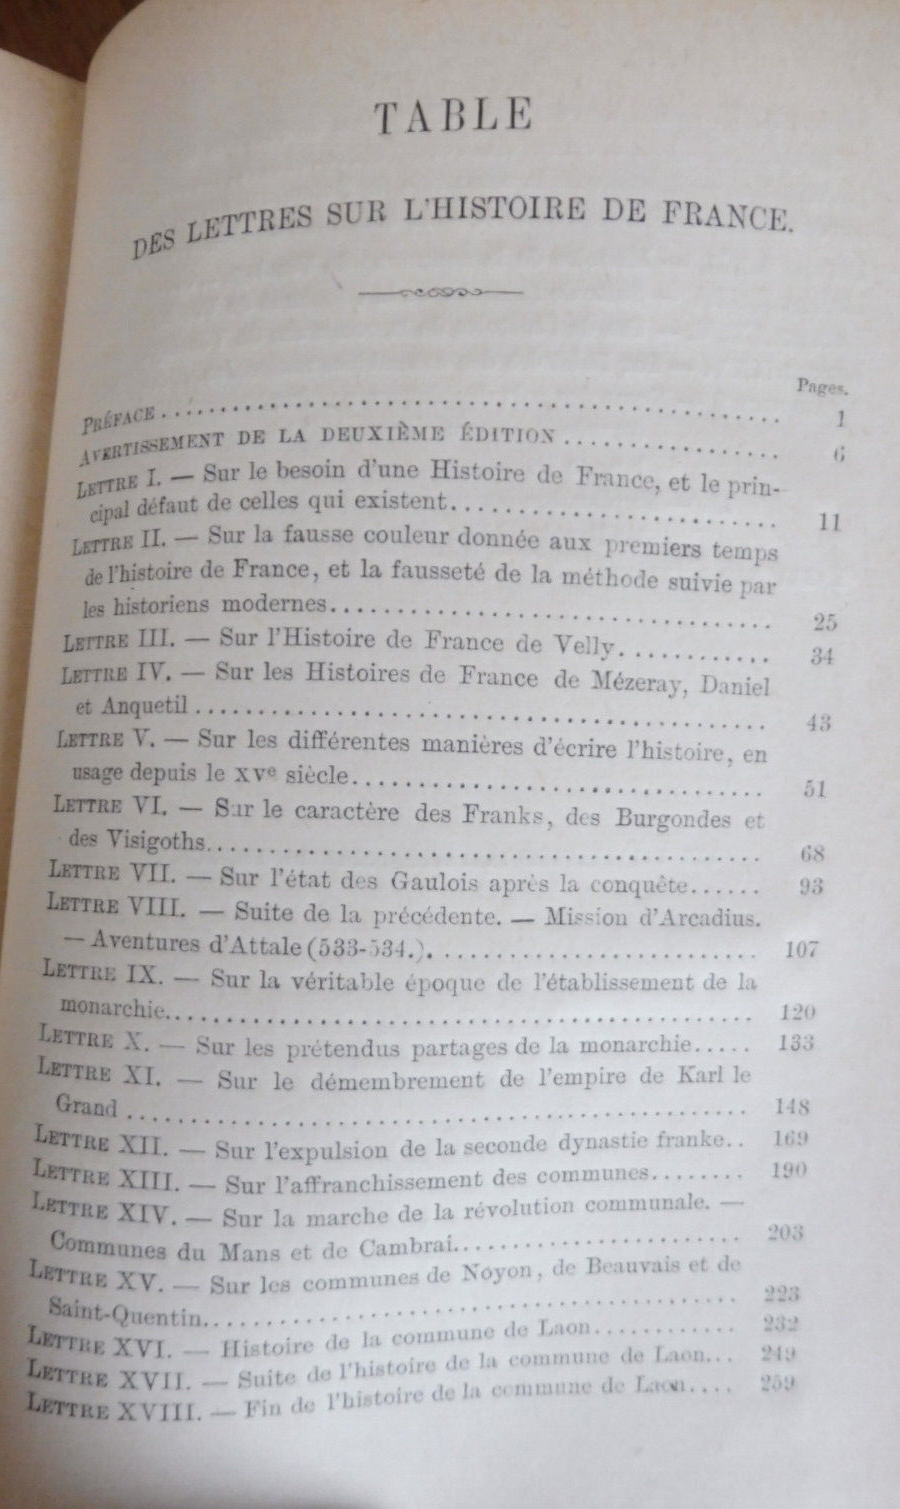 TABLE
DES LETTRES SUR L'HISTOIRE DE FRANCE.
Pages.
PRÉFACE . . . . . . . . . . . . . . . . . . . . 1
AVERTISSEMENT DE LA DEUXIÈME ÉDITION . . . . . . . . . . 6
LETTRE I. — Sur le besoin d'une Histoire de France, et le prin-
cipal défaut de celles qui existent. . . . . . . . . . 11
LETTRE II. — Sur la fausse couleur donnée aux premiers temps
de l'histoire de France, et la fausseté de la méthode suivie par
les historiens modernes. . . . . . . . . . 25
LETTRE III. — Sur l'Histoire de France de Velly. . . . . . . . . . 34
LETTRE IV. — Sur les Histoires de France de Mézeray, Daniel
et Anquetil . . . . . . . . . . 43
LETTRE V. — Sur les différentes manières d'écrire l'histoire, en
usage depuis le XVe siècle. . . . . . . . . . 51
LETTRE VI. — Sur le caractère des Franks, des Burgondes et
des Visigoths. . . . . . . . . . 68
LETTRE VII. — Sur l'état des Gaulois après la conquête. . . . . . 93
LETTRE VIII. — Suite de la précédente. — Mission d'Arcadius.
— Aventures d'Attale (533-534.). . . . . . . . . . 107
LETTRE IX. — Sur la véritable époque de l'établissement de la
monarchie. . . . . . . . . . 120
LETTRE X. — Sur les prétendus partages de la monarchie. . . . . 133
LETTRE XI. — Sur le démembrement de l'empire de Karl le
Grand . . . . . . . . . . 148
LETTRE XII. — Sur l'expulsion de la seconde dynastie franke. . 169
LETTRE XIII. — Sur l'affranchissement des communes. . . . . . . . 190
LETTRE XIV. — Sur la marche de la révolution communale. —
Communes du Mans et de Cambrai. . . . . . . . . . 203
LETTRE XV. — Sur les communes de Noyon, de Beauvais et de
Saint-Quentin. . . . . . . . . . 223
LETTRE XVI. — Histoire de la commune de Laon. . . . . . . . . . 232
LETTRE XVII. — Suite de l'histoire de la commune de Laon. . . 249
LETTRE XVIII. — Fin de l'histoire de la commune de Laon. . . . 259